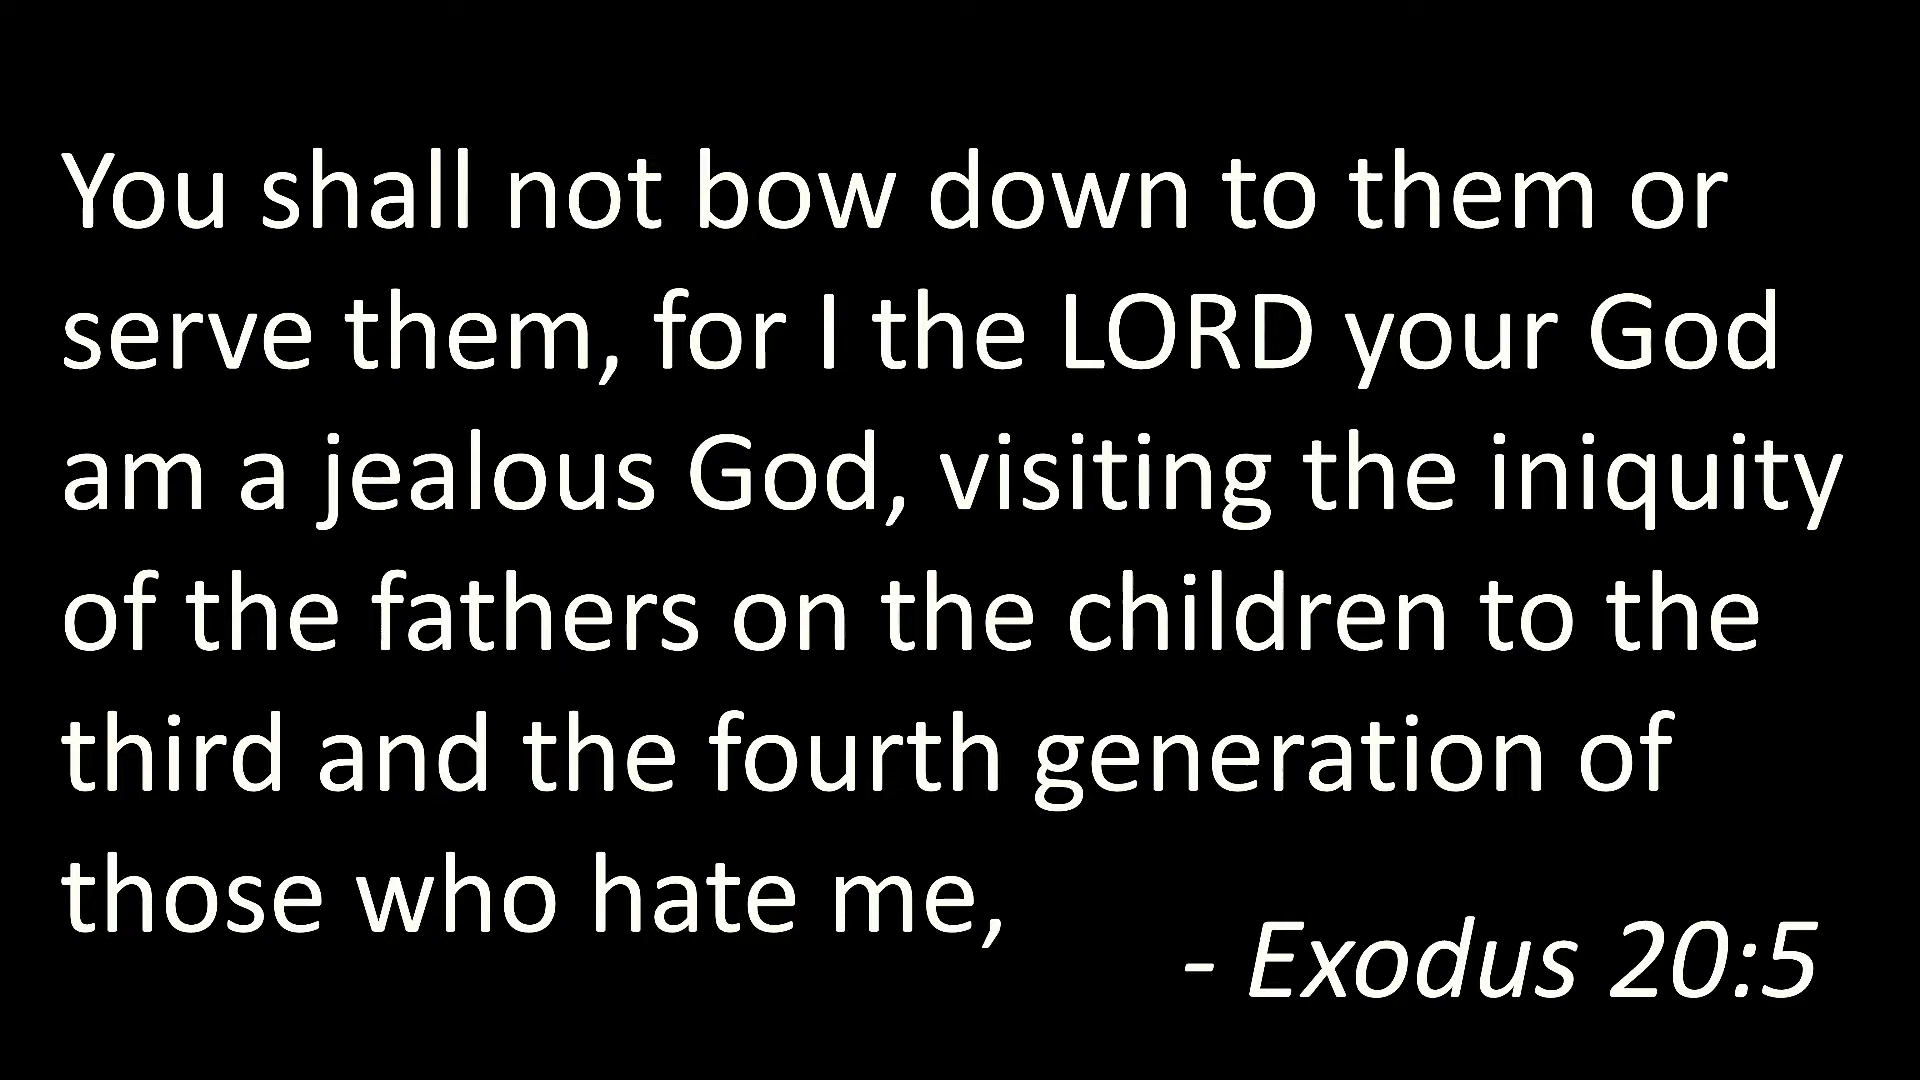 You shall not bow down to them or
serve them, for I the LORD your God
am a jealous God, visiting the iniquity
of the fathers on the children to the
third and the fourth generation of
those who hate me,
- Exodus 20:5